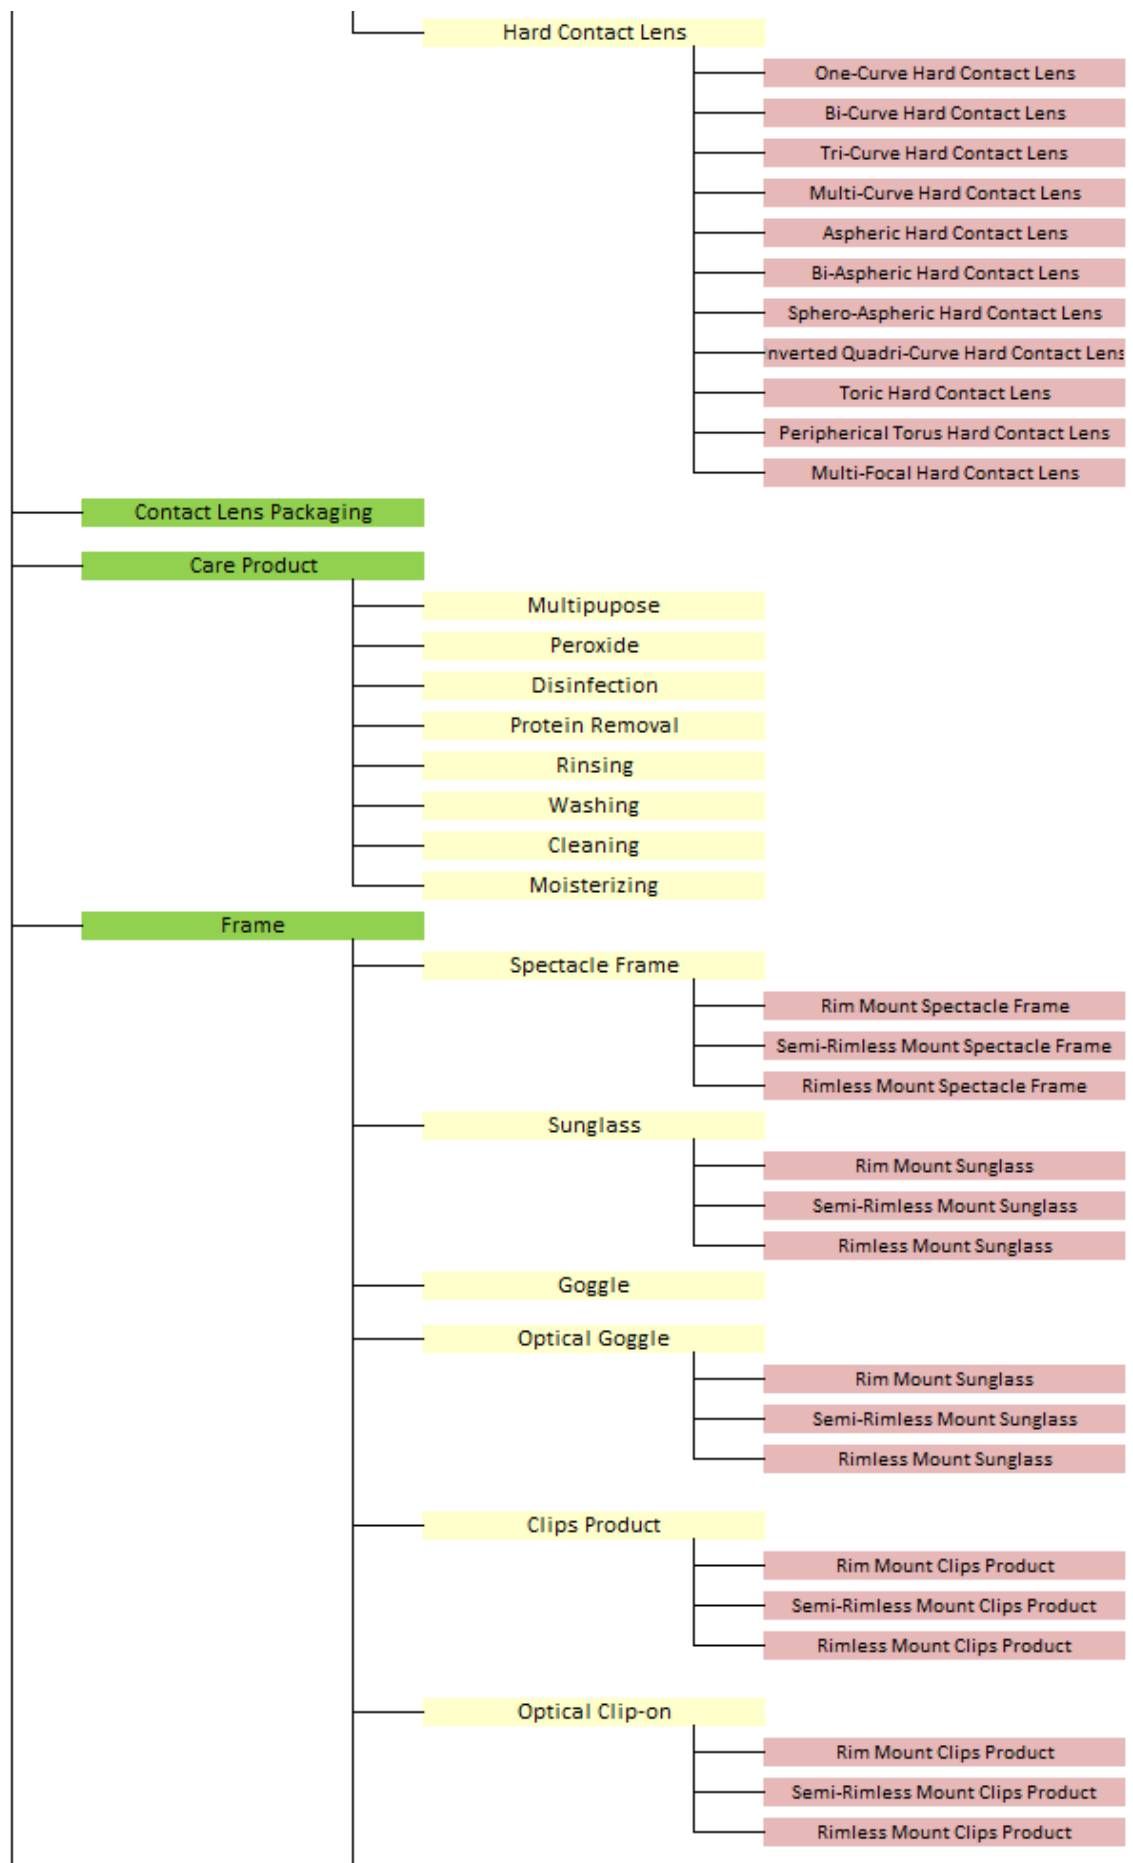 Hard Contact Lens
One-Curve Hard Contact Lens
Bi-Curve Hard Contact Lens
Tri-Curve Hard Contact Lens
Multi-Curve Hard Contact Lens
Aspheric Hard Contact Lens
Bi-Aspheric Hard Contact Lens
Sphero-Aspheric Hard Contact Lens
nverted Quadri-Curve Hard Contact Lens
Toric Hard Contact Lens
Peripherical Torus Hard Contact Lens
Multi-Focal Hard Contact Lens
Contact Lens Packaging
Care Product
Multipupose
Peroxide
Disinfection
Protein Removal
Rinsing
Washing
Cleaning
Moisterizing
Frame
Spectacle Frame
Rim Mount Spectacle Frame
Semi-Rimless Mount Spectacle Frame
Rimless Mount Spectacle Frame
Sunglass
Rim Mount Sunglass
Semi-Rimless Mount Sunglass
Rimless Mount Sunglass
Goggle
Optical Goggle
Rim Mount Sunglass
Semi-Rimless Mount Sunglass
Rimless Mount Sunglass
Clips Product
Rim Mount Clips Product
Semi-Rimless Mount Clips Product
Rimless Mount Clips Product
Optical Clip-on
Rim Mount Clips Product
Semi-Rimless Mount Clips Product
Rimless Mount Clips Product